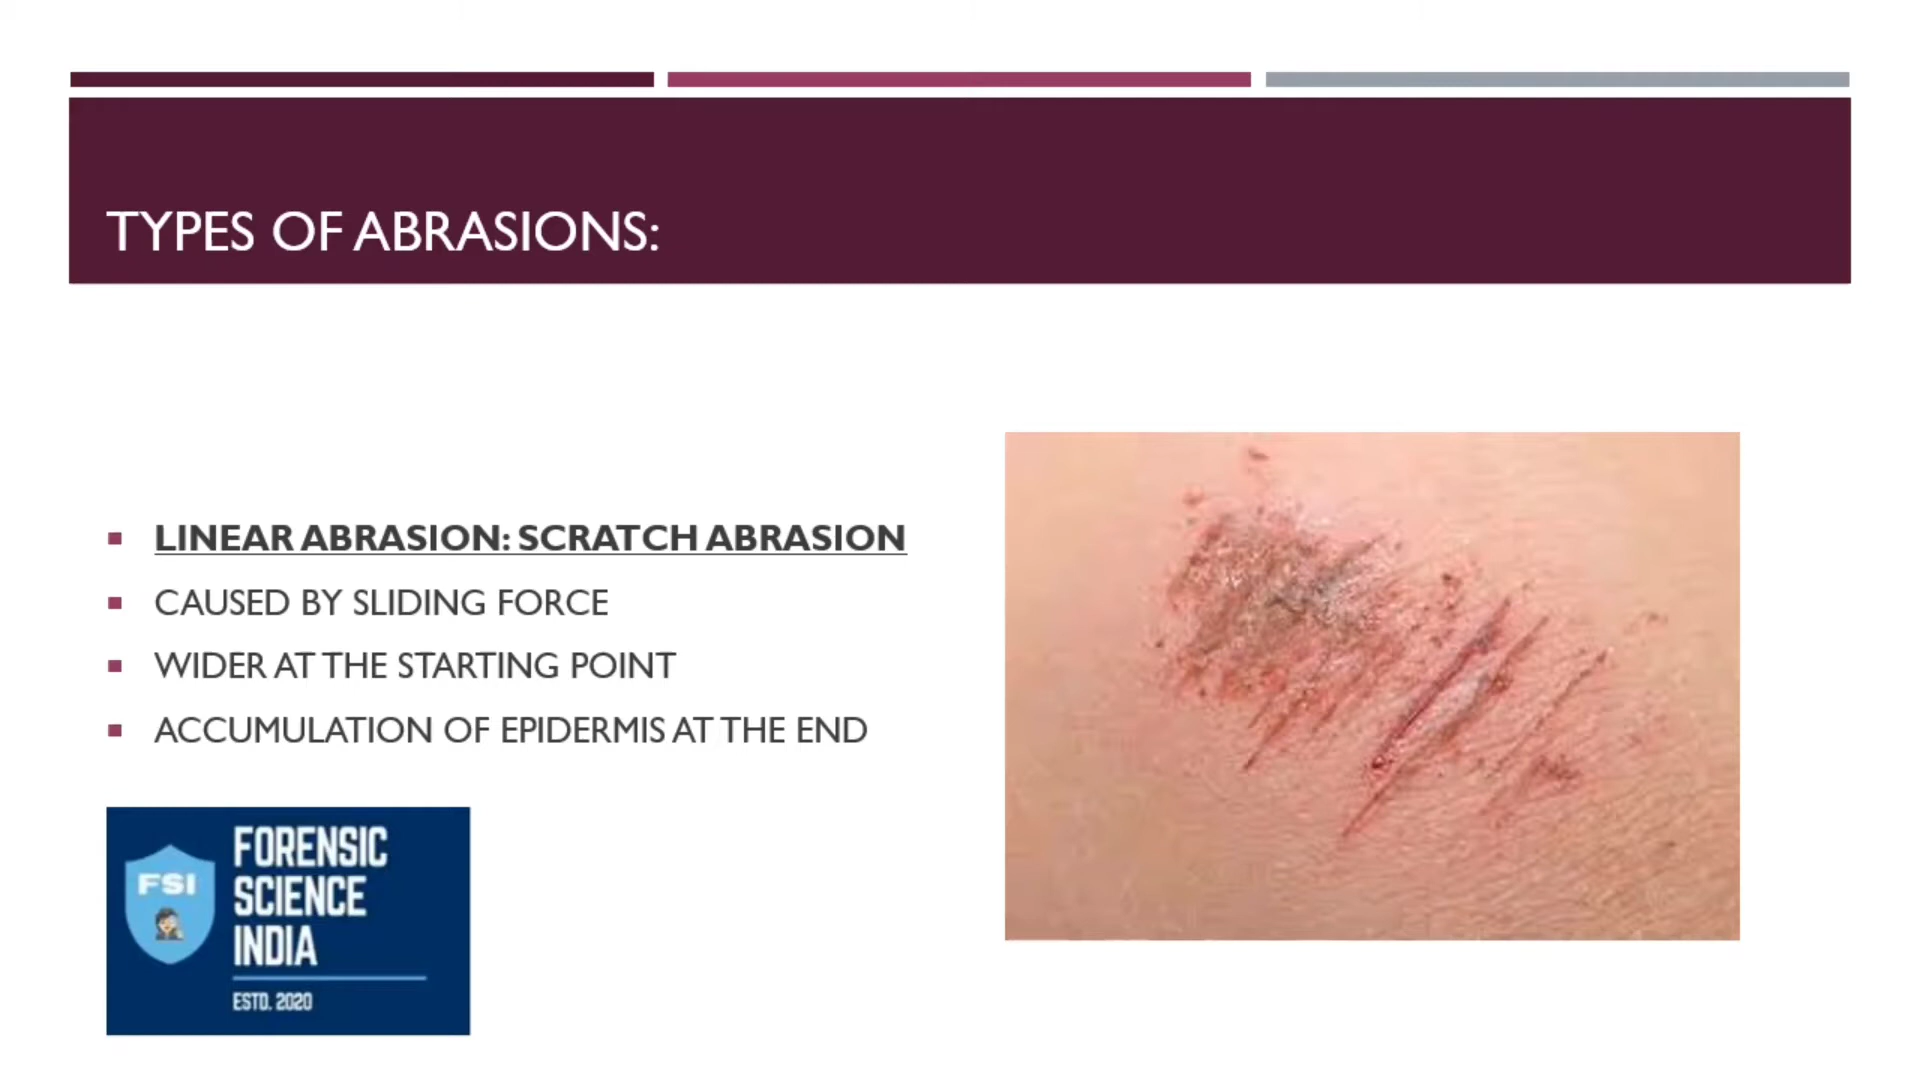 TYPES OF ABRASIONS:
LINEAR ABRASION: SCRATCH ABRASION
CAUSED BY SLIDING FORCE
WIDER AT THE STARTING POINT
ACCUMULATION OF EPIDERMIS AT THE END
FSI
FORENSIC
SCIENCE
INDIA
ESTD. 2020